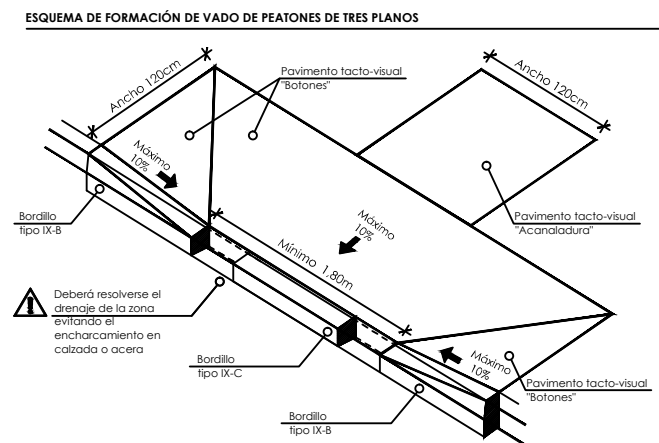 ESQUEMA DE FORMACIÓN DE VADO DE PEATONES DE TRES PLANOS
Ancho 120cm
Pavimento tacto-visual
"Botones"
Ancho 120cm
Máximo
10%
Bordillo
tipo IX-B
Máximo
10%
Pavimento tacto-visual
"Acanaladura"
Mínimo 1,80m
Deberá resolverse el
drenaje de la zona
evitando el
encharcamiento en
calzada o acera
Bordillo
tipo IX-C
Máximo
10%
Pavimento tacto-visual
"Botones"
Bordillo
tipo IX-B